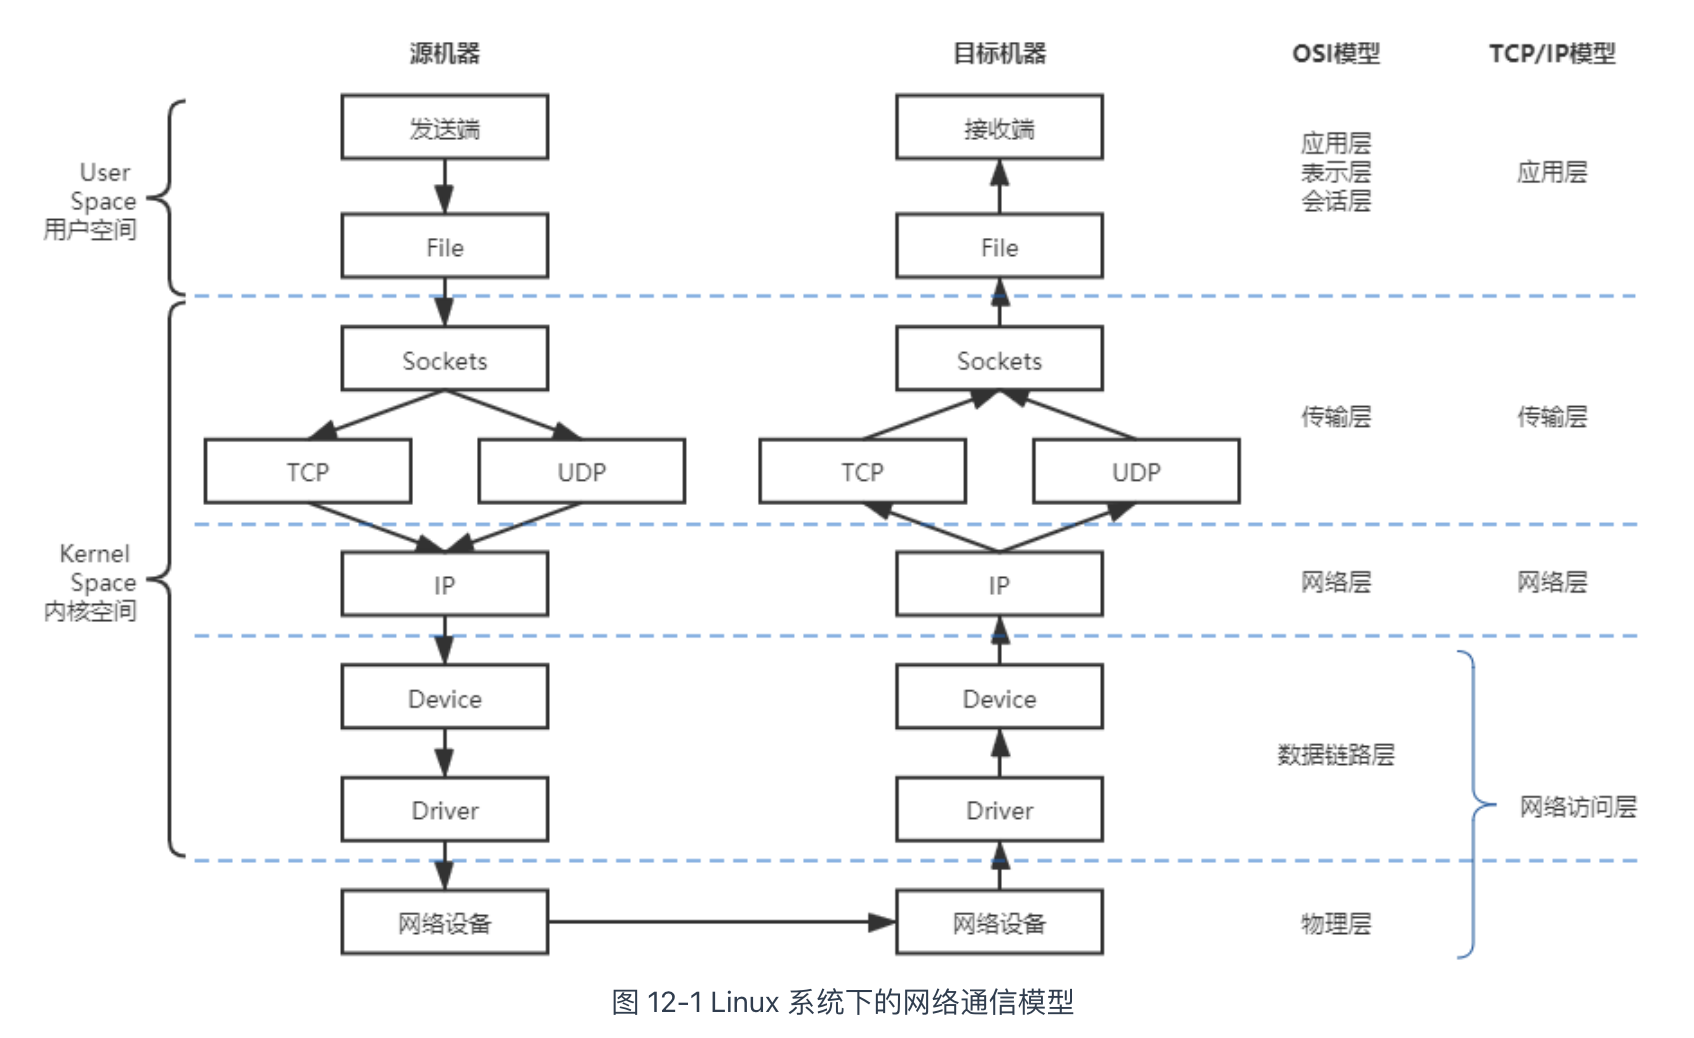 源机器
目标机器
OSI模型
TCP/IP模型
发送端
接收端
应用层
表示层
会话层
应用层
User
Space
用户空间
File
File
Sockets
Sockets
传输层
传输层
TCP
UDP
TCP
UDP
Kernel
Space
内核空间
IP
IP
网络层
网络层
Device
Device
数据链路层
Driver
Driver
网络访问层
网络设备
网络设备
物理层
图 12-1 Linux 系统下的网络通信模型